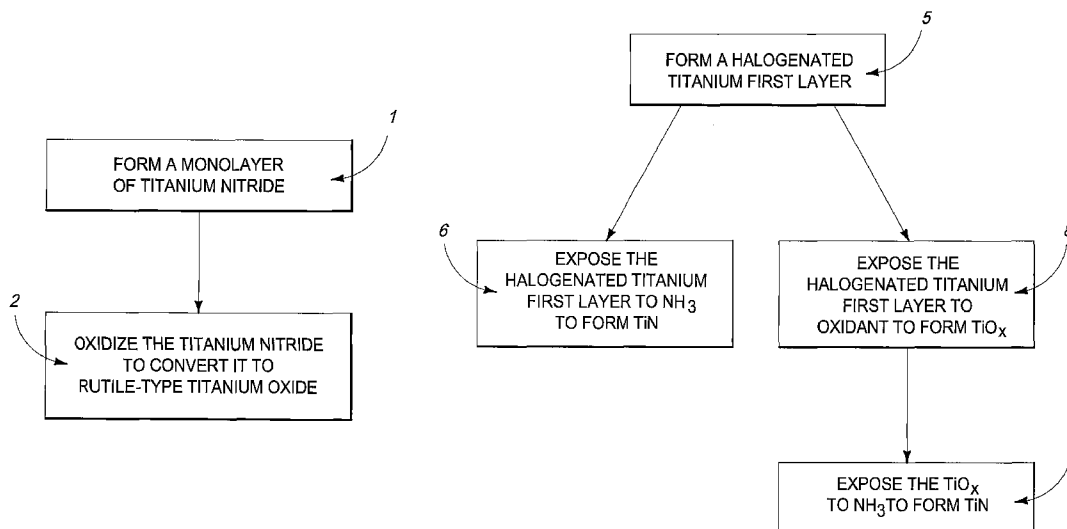 1
FORM A MONOLAYER
OF TITANIUM NITRIDE
2
OXIDIZE THE TITANIUM NITRIDE
TO CONVERT IT TO
RUTILE-TYPE TITANIUM OXIDE
5
FORM A HALOGENATED
TITANIUM FIRST LAYER
6
EXPOSE THE
HALOGENATED TITANIUM
FIRST LAYER TO NH₃
TO FORM TiN
EXPOSE THE
HALOGENATED TITANIUM
FIRST LAYER TO
OXIDANT TO FORM TiOₓ
EXPOSE THE TiOₓ
TO NH₃TO FORM TiN